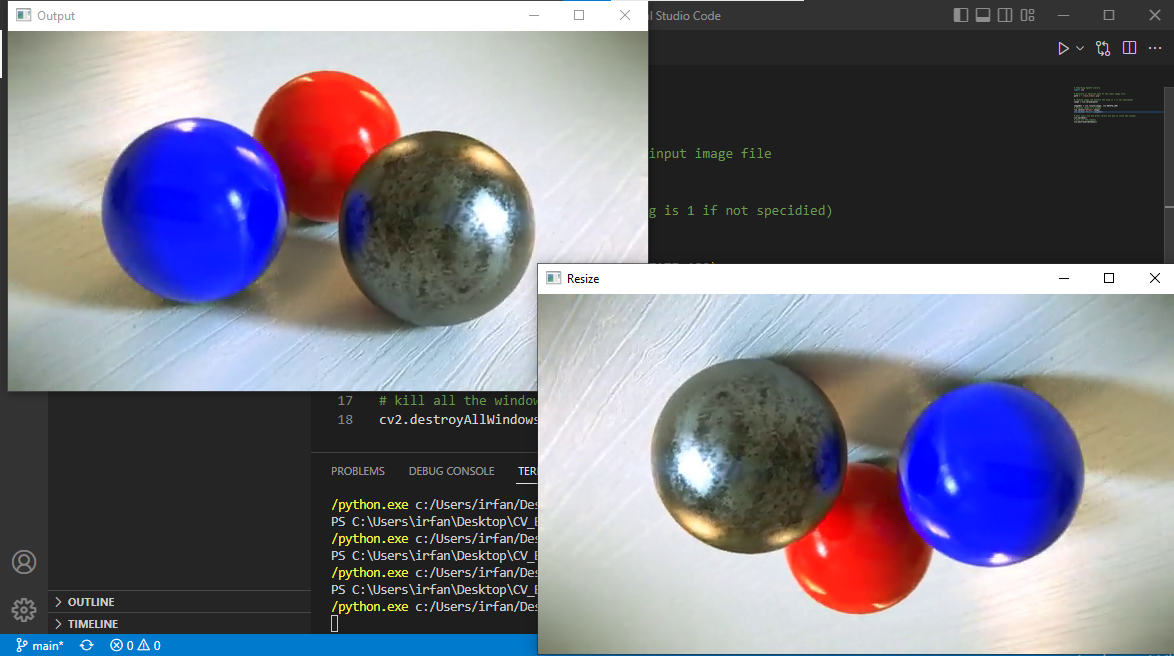 Output
l Studio Code
input image file
g is 1 if not specidied)
Resize
17 # kill all the window
18 cv2.destroyAllWindows
PROBLEMS DEBUG CONSOLE TER
/python.exe c:/Users/irfan/Des
PS C:\Users\irfan\Desktop\CV_E
/python.exe c:/Users/irfan/Des
PS C:\Users\irfan\Desktop\CV_E
/python.exe c:/Users/irfan/Des
PS C:\Users\irfan\Desktop\CV_E
/python.exe c:/Users/irfan/Des
OUTLINE
TIMELINE
main* 0 0